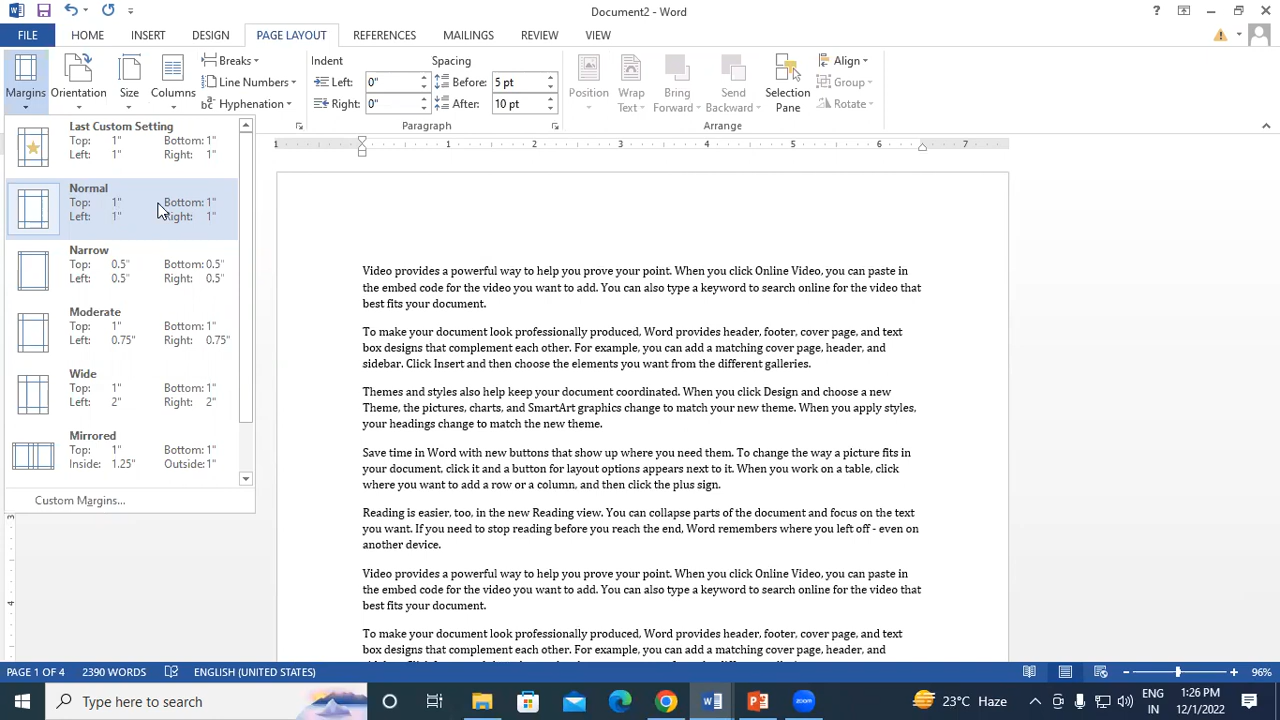 Document2 - Word
FILE HOME INSERT DESIGN PAGE LAYOUT REFERENCES MAILINGS REVIEW VIEW
Margins
Orientation
Size
Columns
Breaks
Line Numbers
Hyphenation
Indent
Left: 0"
Right: 0"
Spacing
Before: 5 pt
After: 10 pt
Paragraph
Position
Wrap
Text
Bring
Forward
Send
Backward
Selection
Pane
Align
Group
Rotate
Arrange
Last Custom Setting
Top: 1" Bottom: 1"
Left: 1" Right: 1"
Normal
Top: 1" Bottom: 1"
Left: 1" Right: 1"
Narrow
Top: 0.5" Bottom: 0.5"
Left: 0.5" Right: 0.5"
Moderate
Top: 1" Bottom: 1"
Left: 0.75" Right: 0.75"
Wide
Top: 1" Bottom: 1"
Left: 2" Right: 2"
Mirrored
Top: 1" Bottom: 1"
Inside: 1.25" Outside: 1"
Custom Margins...
1 1 2 3 4 5 6 7
3
4
Video provides a powerful way to help you prove your point. When you click Online Video, you can paste in
the embed code for the video you want to add. You can also type a keyword to search online for the video that
best fits your document.
To make your document look professionally produced, Word provides header, footer, cover page, and text
box designs that complement each other. For example, you can add a matching cover page, header, and
sidebar. Click Insert and then choose the elements you want from the different galleries.
Themes and styles also help keep your document coordinated. When you click Design and choose a new
Theme, the pictures, charts, and SmartArt graphics change to match your new theme. When you apply styles,
your headings change to match the new theme.
Save time in Word with new buttons that show up where you need them. To change the way a picture fits in
your document, click it and a button for layout options appears next to it. When you work on a table, click
where you want to add a row or a column, and then click the plus sign.
Reading is easier, too, in the new Reading view. You can collapse parts of the document and focus on the text
you want. If you need to stop reading before you reach the end, Word remembers where you left off - even on
another device.
Video provides a powerful way to help you prove your point. When you click Online Video, you can paste in
the embed code for the video you want to add. You can also type a keyword to search online for the video that
best fits your document.
To make your document look professionally produced, Word provides header, footer, cover page, and text
box designs that complement each other. For example, you can add a matching cover page, header, and
PAGE 1 OF 4 2390 WORDS ENGLISH (UNITED STATES) 96%
Type here to search
zoom
23°C Haze
ENG
IN
1:26 PM
12/1/2022